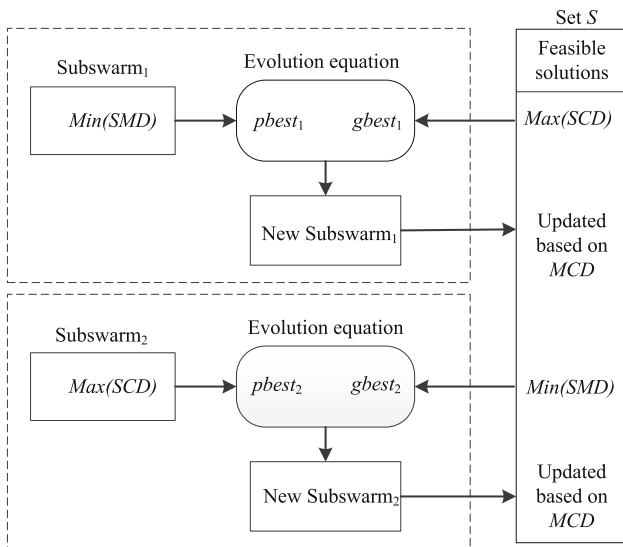 Set S
Feasible
solutions
Subswarm₁
Evolution equation
Min(SMD)
pbest₁
gbest₁
Max(SCD)
New Subswarm₁
Updated
based on
MCD
Subswarm₂
Evolution equation
Max(SCD)
pbest₂
gbest₂
Min(SMD)
New Subswarm₂
Updated
based on
MCD